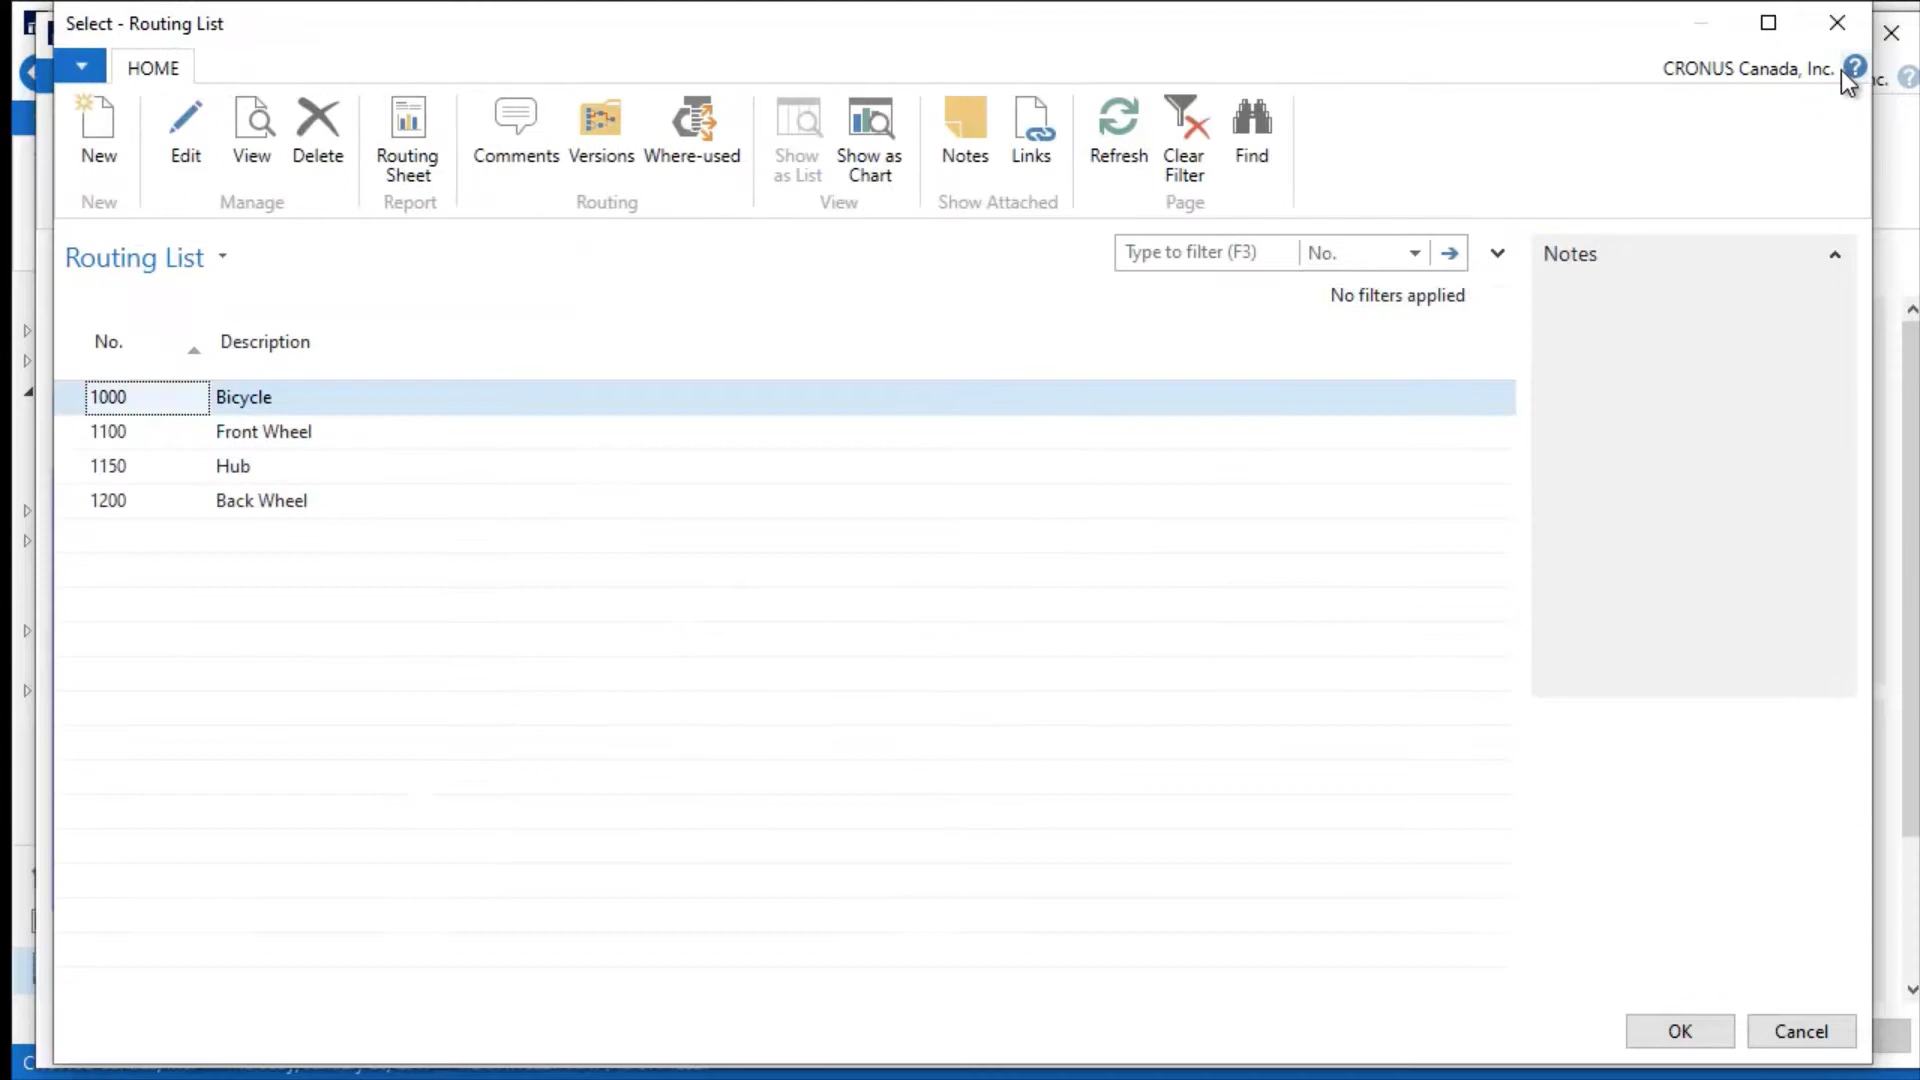 Select - Routing List
HOME
CRONUS Canada, Inc.
nc.
New
Edit
View
Delete
Routing
Sheet
Comments
Versions
Where-used
Show
as List
Show as
Chart
Notes
Links
Refresh
Clear
Filter
Find
New
Manage
Report
Routing
View
Show Attached
Page
Routing List
Type to filter (F3)
No.
Notes
No filters applied
No.
Description
1000 Bicycle
1100 Front Wheel
1150 Hub
1200 Back Wheel
OK
Cancel